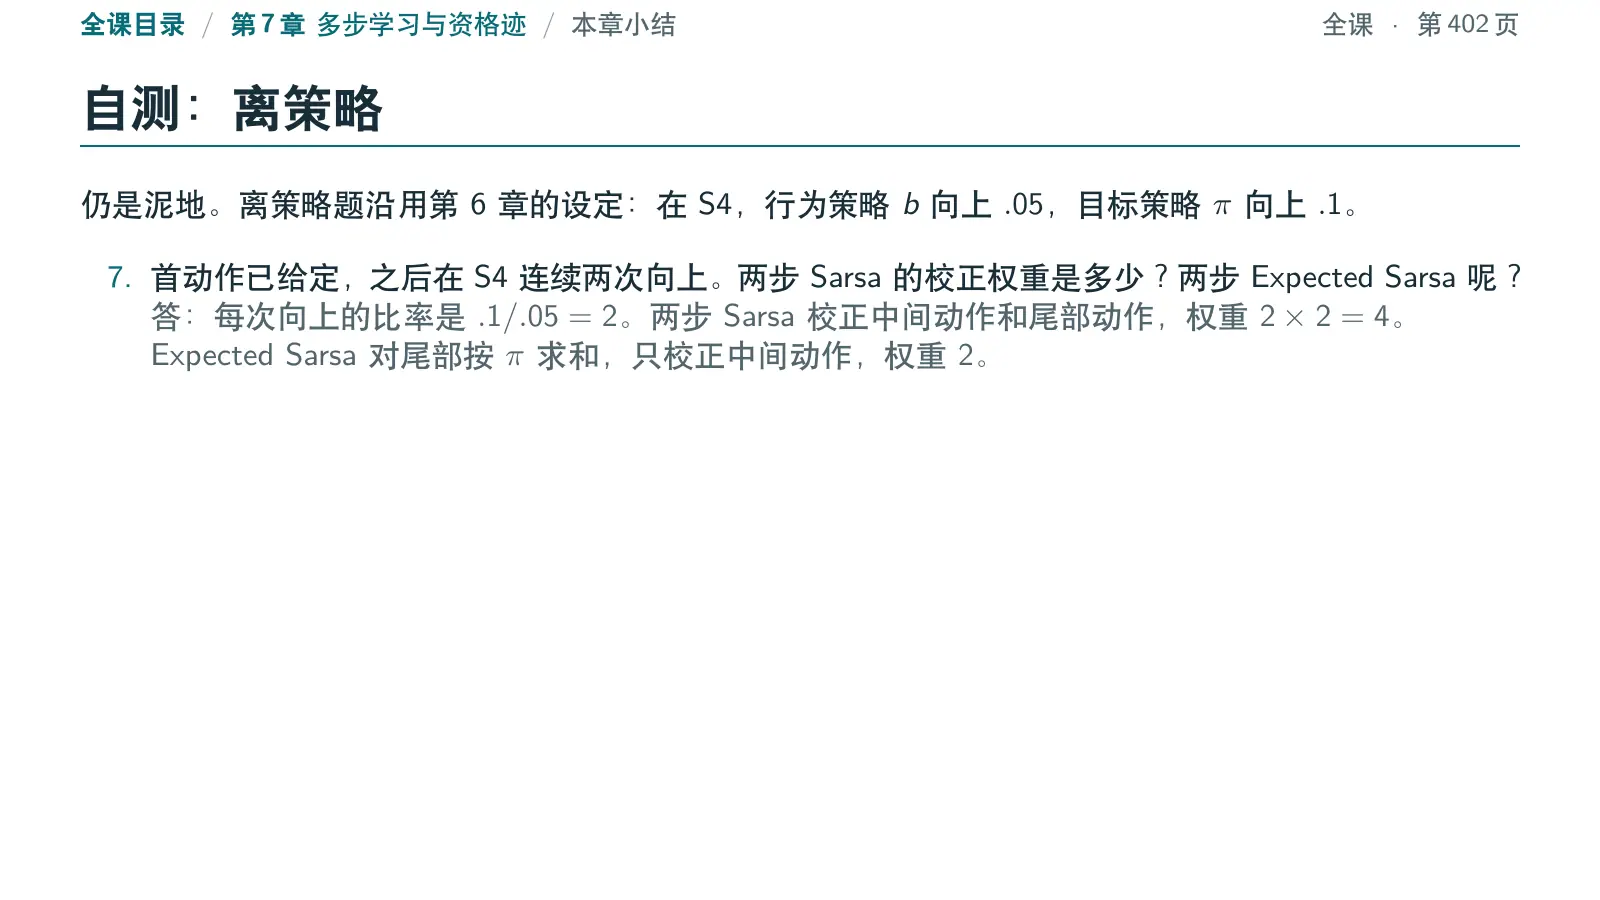 全课目录 / 第 7 章 多步学习与资格迹 / 本章小结
全课 · 第 402 页
自测：离策略
仍是泥地。离策略题沿用第 6 章的设定：在 S4，行为策略 b 向上 .05，目标策略 π 向上 .1。
7. 首动作已给定，之后在 S4 连续两次向上。两步 Sarsa 的校正权重是多少？两步 Expected Sarsa 呢？
答：每次向上的比率是 .1/.05 = 2。两步 Sarsa 校正中间动作和尾部动作，权重 2 × 2 = 4。
Expected Sarsa 对尾部按 π 求和，只校正中间动作，权重 2。